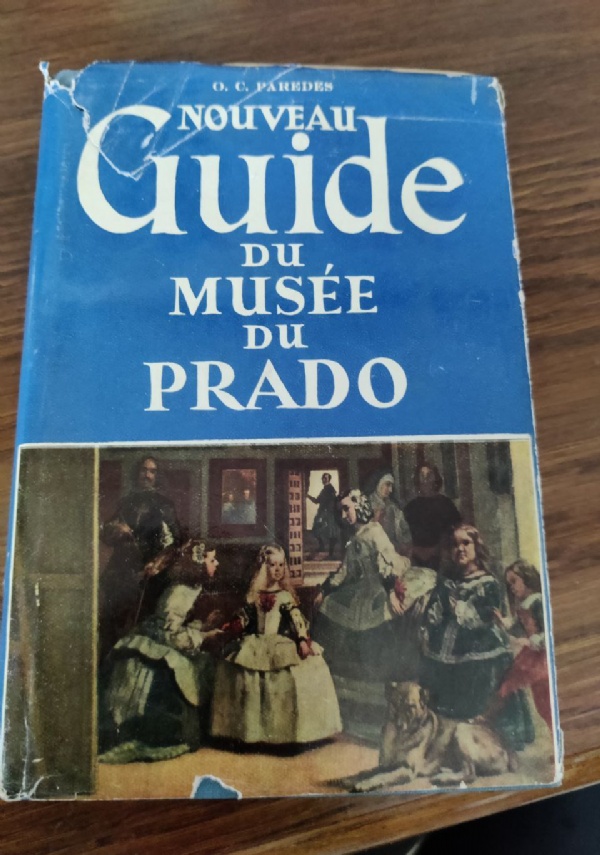 O. C. PAREDES
NOUVEAU
Guide
DU
MUSÉE
DU
PRADO